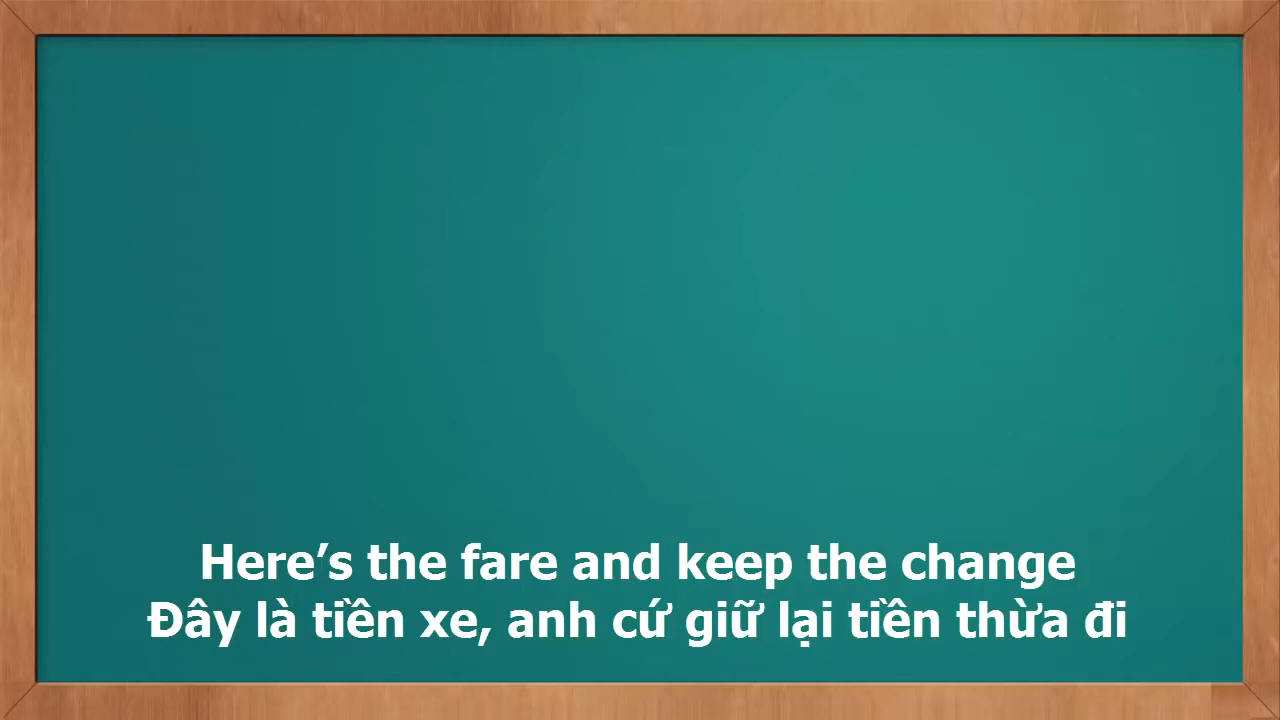 Here’s the fare and keep the change
Đây là tiền xe, anh cứ giữ lại tiền thừa đi